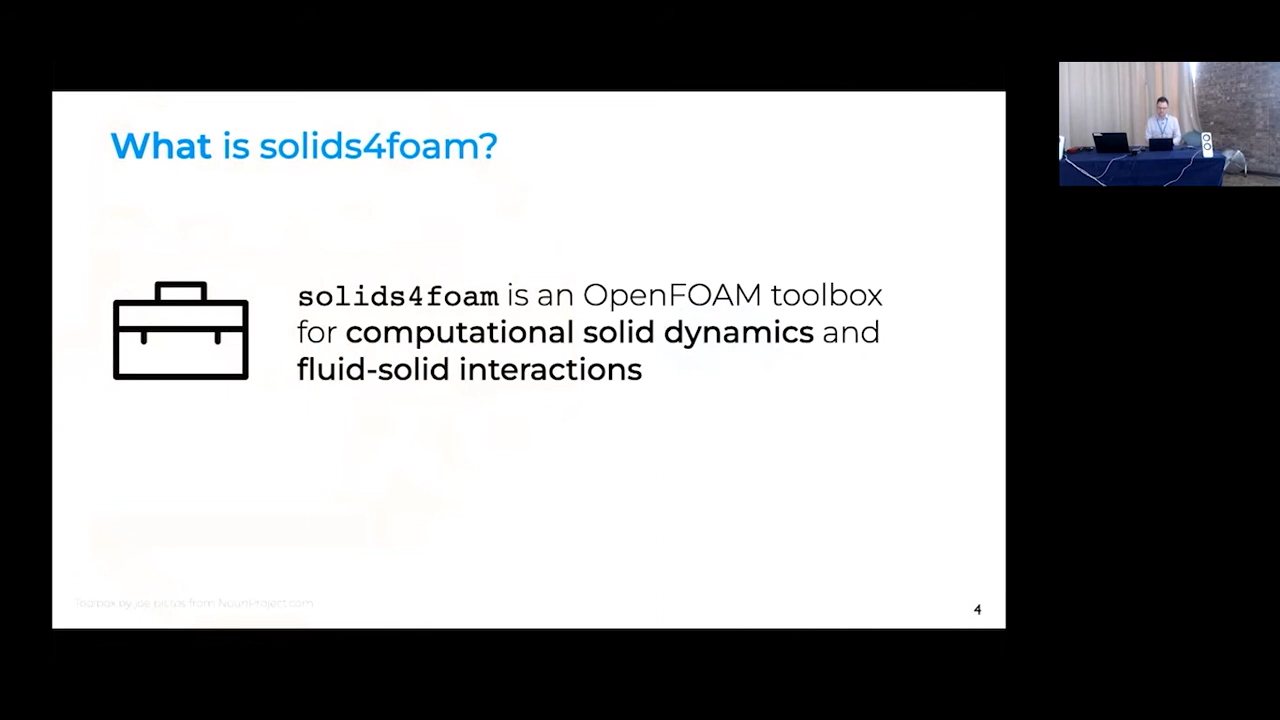 What is solids4foam?
solids4foam is an OpenFOAM toolbox
for computational solid dynamics and
fluid-solid interactions
Toolbox by joe pictos from NounProject.com
4